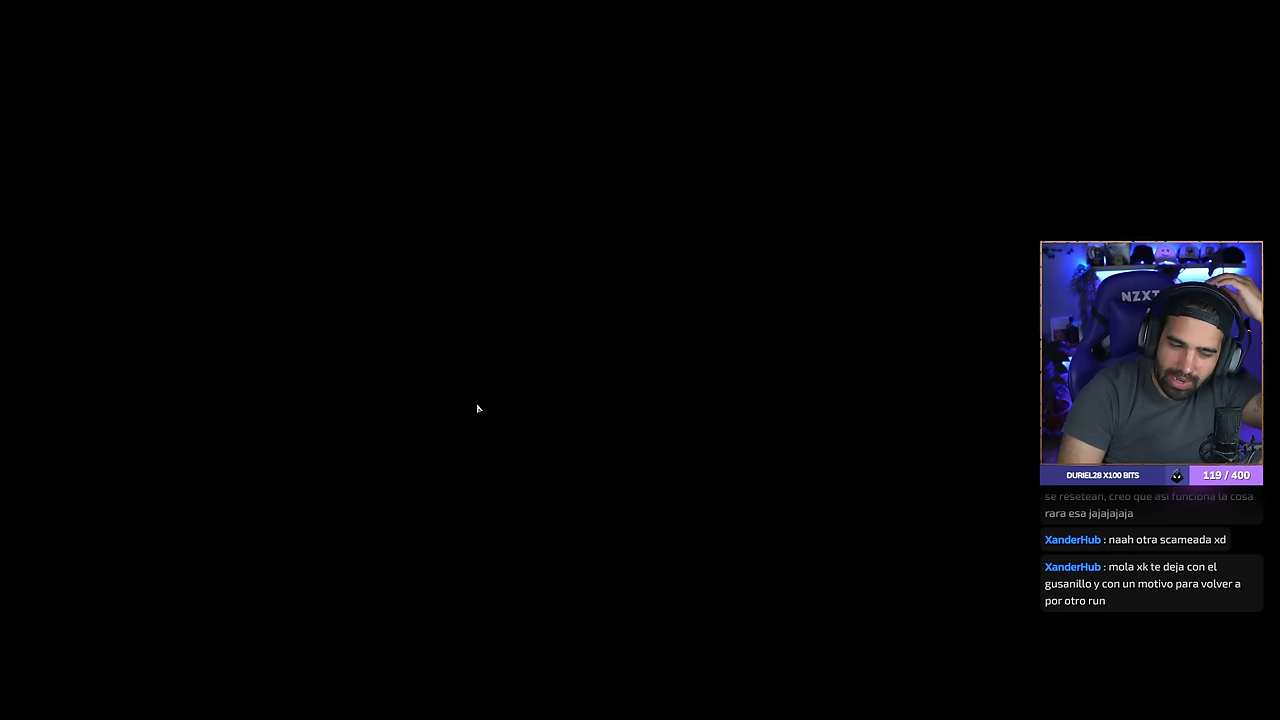 NZXT
DURIEL28 X100 BITS
119 / 400
se resetean, creo que asi funciona la cosa
rara esa jajajajaja
XanderHub : naah otra scameada xd
XanderHub : mola xk te deja con el
gusanillo y con un motivo para volver a
por otro run